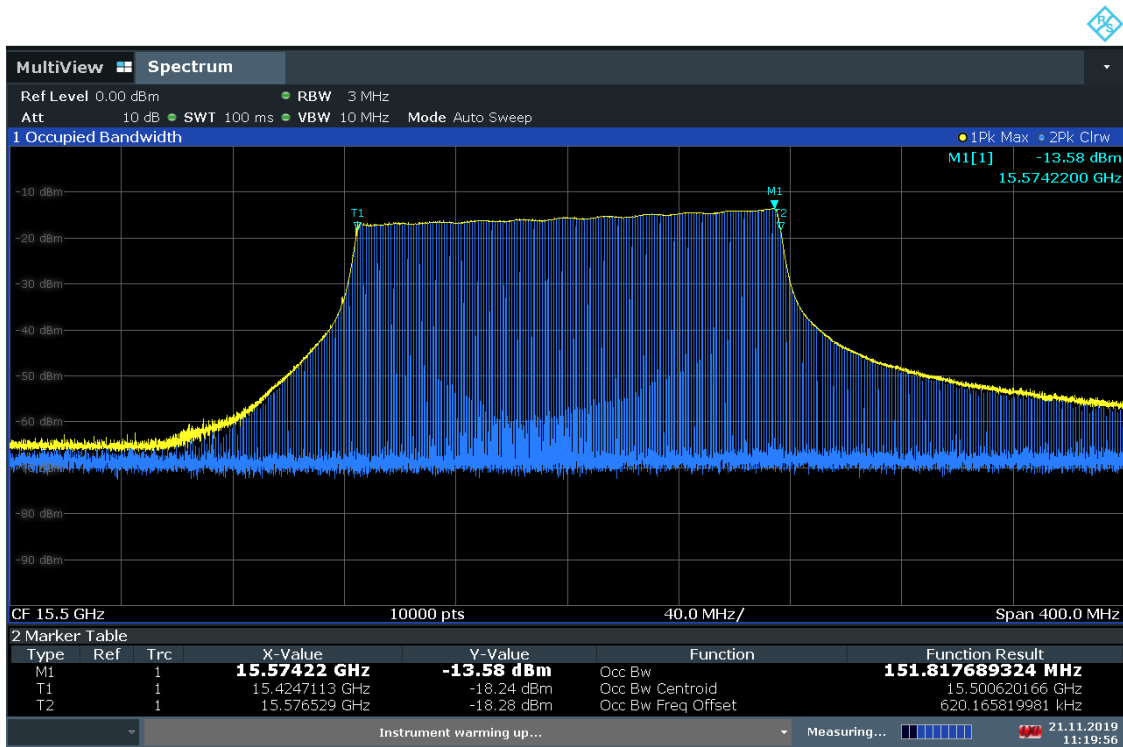 R&S
MultiView Spectrum
Ref Level 0.00 dBm RBW 3 MHz
Att 10 dB SWT 100 ms VBW 10 MHz Mode Auto Sweep
1 Occupied Bandwidth 1Pk Max 2Pk Clrw
M1[1] -13.58 dBm
15.5742200 GHz
-10 dBm
M1
T1
T2
-20 dBm
-30 dBm
-40 dBm
-50 dBm
-60 dBm
-80 dBm
-90 dBm
CF 15.5 GHz 10000 pts 40.0 MHz/ Span 400.0 MHz
2 Marker Table
Type Ref Trc X-Value Y-Value Function Function Result
M1 1 15.57422 GHz -13.58 dBm Occ Bw 151.817689324 MHz
T1 1 15.4247113 GHz -18.24 dBm Occ Bw Centroid 15.500620166 GHz
T2 1 15.576529 GHz -18.28 dBm Occ Bw Freq Offset 620.165819981 kHz
Instrument warming up... Measuring... 21.11.2019
11:19:56